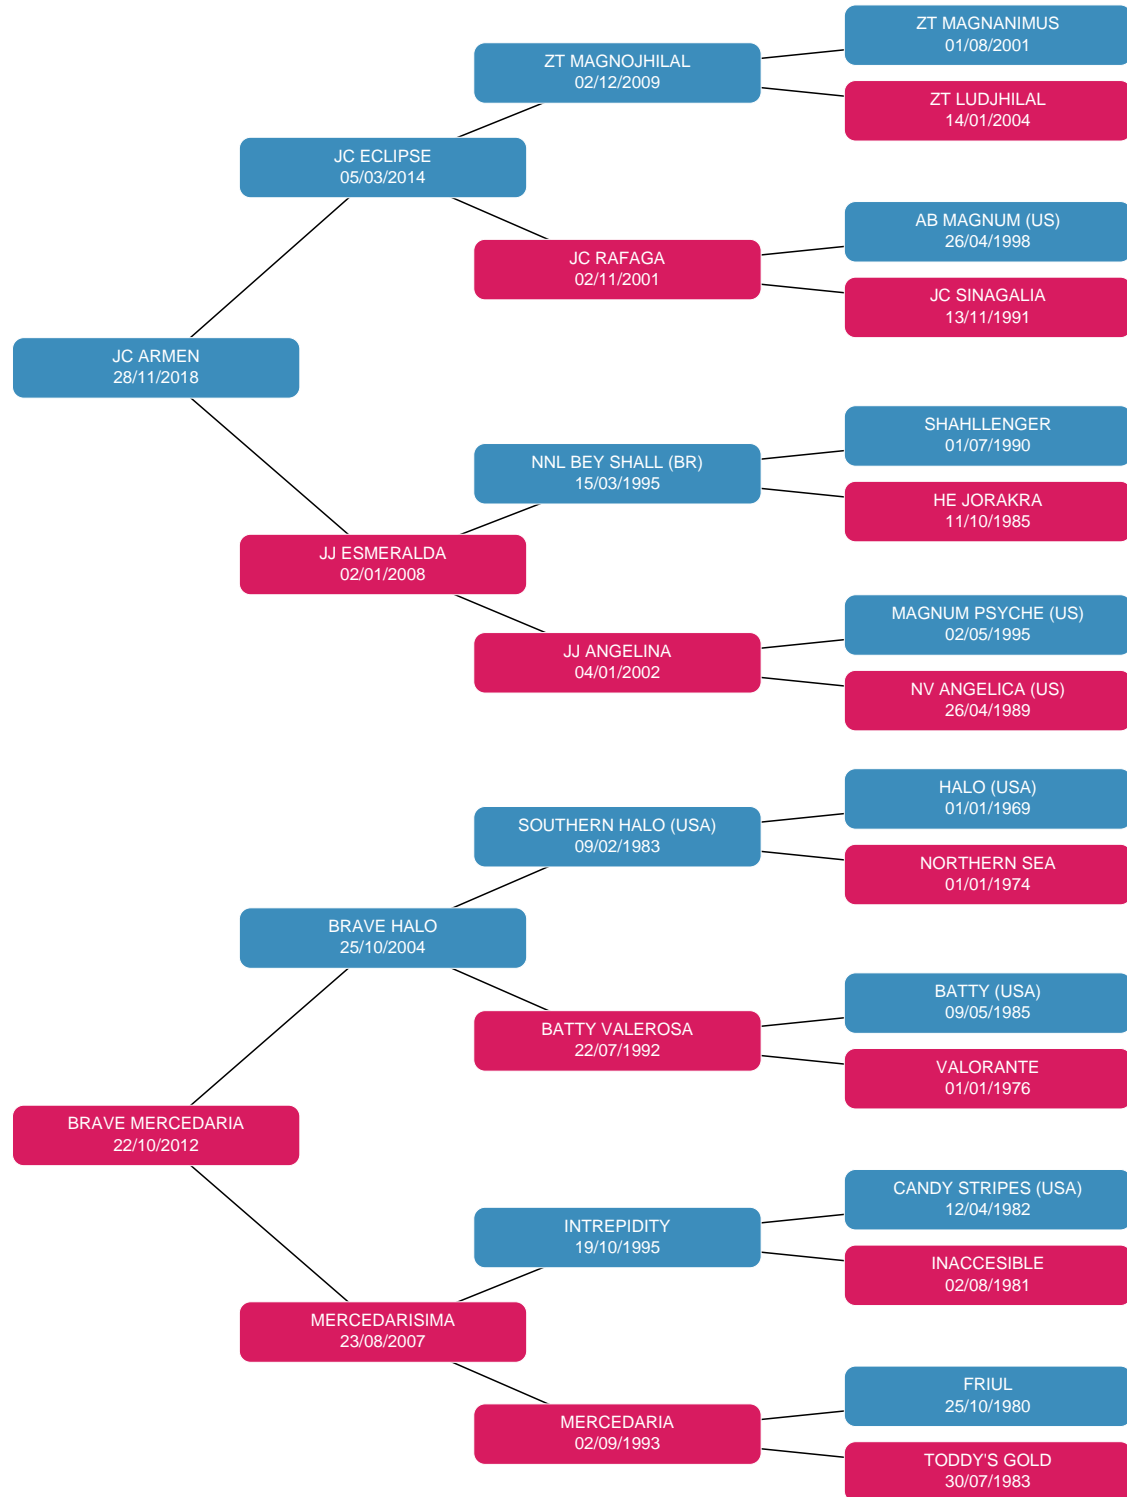 ZT MAGNANIMUS
01/08/2001
ZT MAGNOJHILAL
02/12/2009
ZT LUDJHILAL
14/01/2004
JC ECLIPSE
05/03/2014
AB MAGNUM (US)
26/04/1998
JC RAFAGA
02/11/2001
JC SINAGALIA
13/11/1991
JC ARMEN
28/11/2018
SHAHLLENGER
01/07/1990
NNL BEY SHALL (BR)
15/03/1995
HE JORAKRA
11/10/1985
JJ ESMERALDA
02/01/2008
MAGNUM PSYCHE (US)
02/05/1995
JJ ANGELINA
04/01/2002
NV ANGELICA (US)
26/04/1989
HALO (USA)
01/01/1969
SOUTHERN HALO (USA)
09/02/1983
NORTHERN SEA
01/01/1974
BRAVE HALO
25/10/2004
BATTY (USA)
09/05/1985
BATTY VALEROSA
22/07/1992
VALORANTE
01/01/1976
BRAVE MERCEDARIA
22/10/2012
CANDY STRIPES (USA)
12/04/1982
INTREPIDITY
19/10/1995
INACCESIBLE
02/08/1981
MERCEDARISIMA
23/08/2007
FRIUL
25/10/1980
MERCEDARIA
02/09/1993
TODDY'S GOLD
30/07/1983